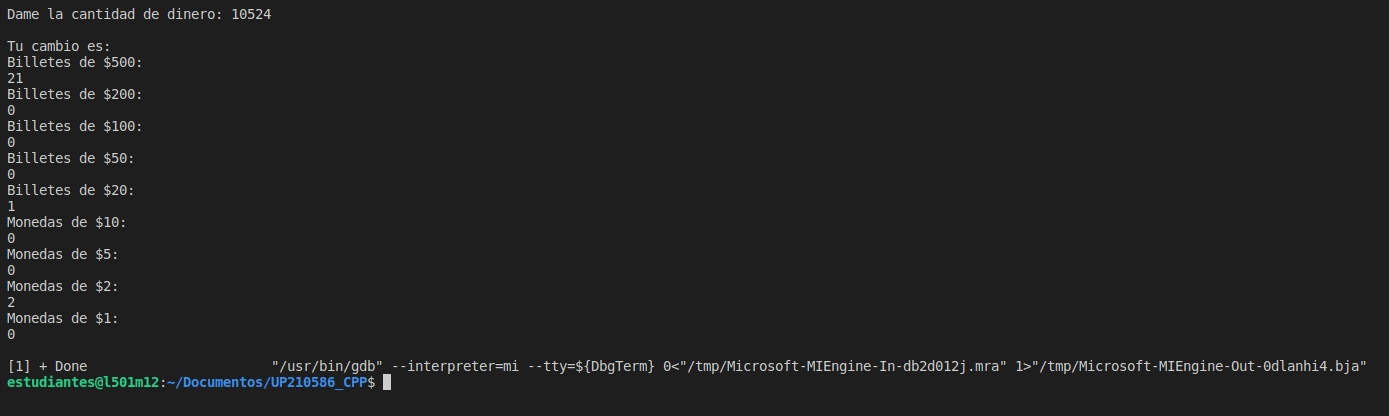 Dame la cantidad de dinero: 10524
Tu cambio es:
Billetes de $500:
21
Billetes de $200:
0
Billetes de $100:
0
Billetes de $50:
0
Billetes de $20:
1
Monedas de $10:
0
Monedas de $5:
0
Monedas de $2:
2
Monedas de $1:
0
[1] + Done                       "/usr/bin/gdb" --interpreter=mi --tty=${DbgTerm} 0<"/tmp/Microsoft-MIEngine-In-db2d012j.mra" 1>"/tmp/Microsoft-MIEngine-Out-0dlanhi4.bja"
estudiantes@l501m12:~/Documentos/UP210586_CPP$